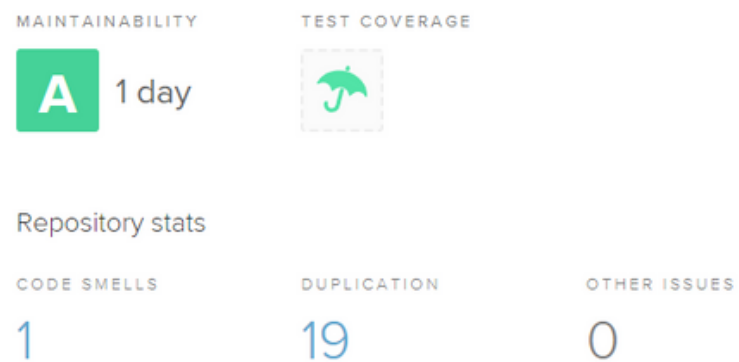 MAINTAINABILITY TEST COVERAGE
A 1 day
Repository stats
CODE SMELLS DUPLICATION OTHER ISSUES
1 19 0